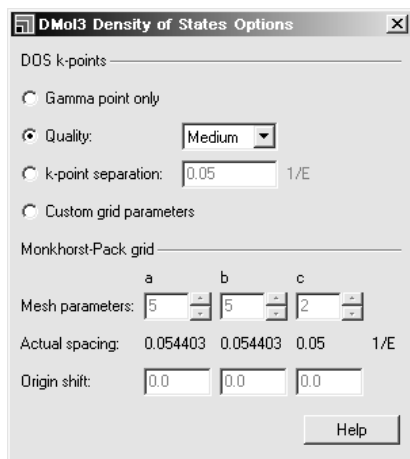 DMol3 Density of States Options
DOS k-points
Gamma point only
Quality: Medium
k-point separation: 0.05 1/E
Custom grid parameters
Monkhorst-Pack grid
a b c
Mesh parameters: 5 5 2
Actual spacing: 0.054403 0.054403 0.05 1/E
Origin shift: 0.0 0.0 0.0
Help